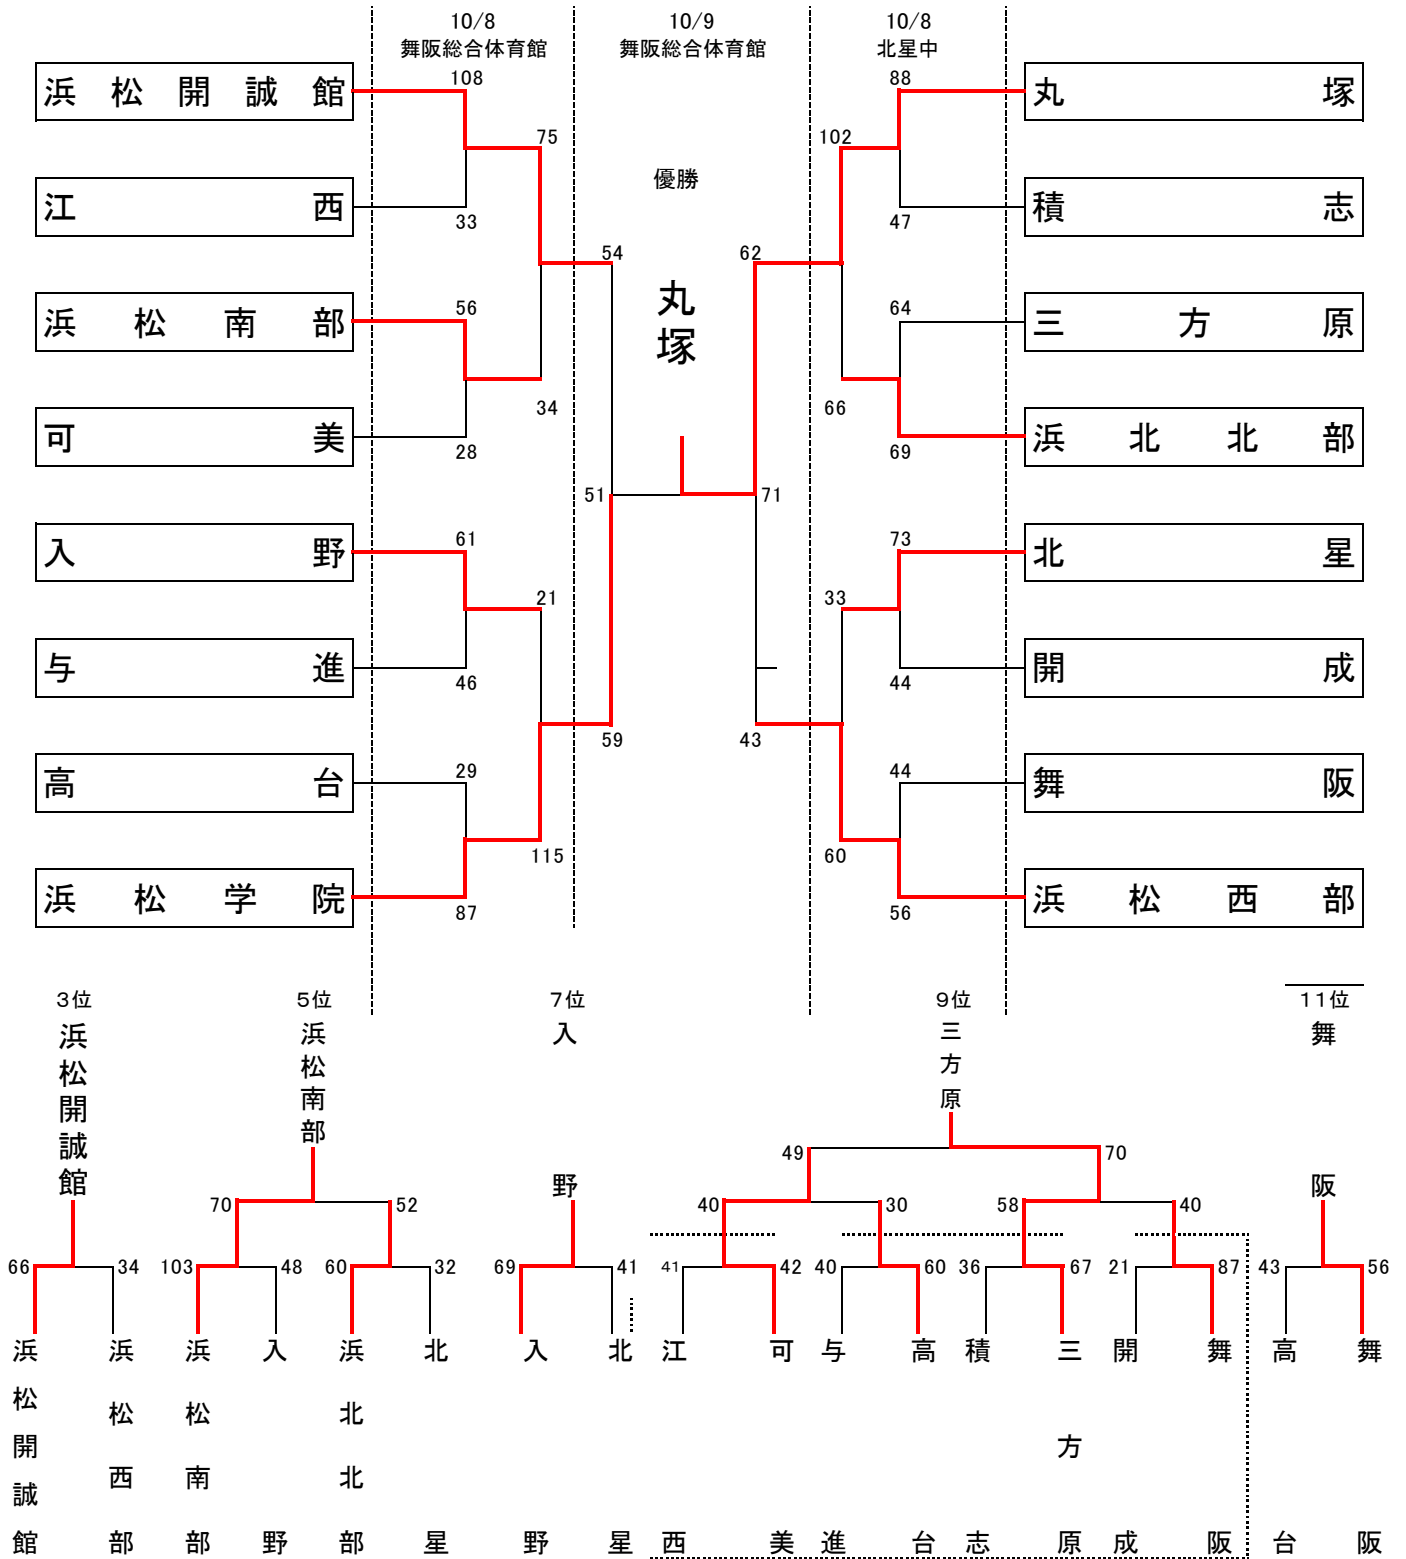 10/8
舞阪総合体育館
10/9
舞阪総合体育館
10/8
北星中
浜松開誠館
108
88
丸塚
75
102
優勝
江西
33
47
積志
54
62
丸塚
浜松南部
56
64
三方原
34
66
可美
28
69
浜北北部
51
71
入野
61
73
北星
21
33
与進
46
44
開成
59
43
高台
29
44
舞阪
115
60
浜松学院
87
56
浜松西部
3位
浜松開誠館
5位
浜松南部
7位
入野
9位
三方原
11位
舞阪
49
70
70
52
40
30
58
40
66
34
103
48
60
32
69
41
41
42
40
60
36
67
21
87
43
56
浜松開誠館
浜松西部
浜松南部
入野
浜北北部
北星
入野
北星
江西
可美
与進
高台
積志
三方原
開成
舞阪
高台
舞阪